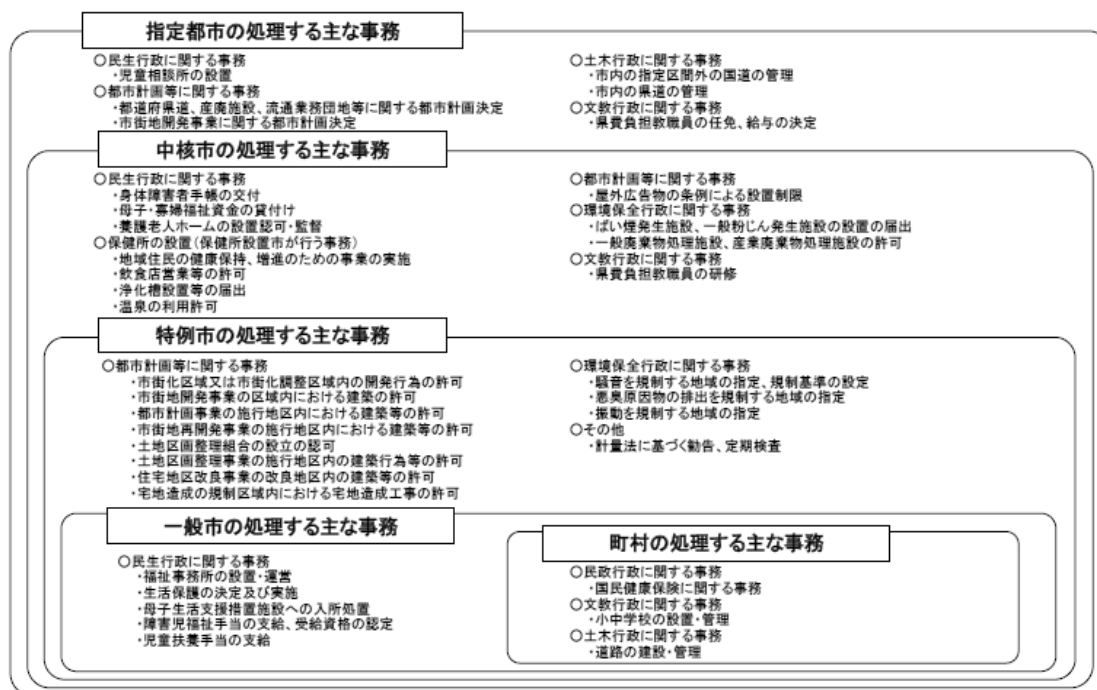 指定都市の処理する主な事務
○民生行政に関する事務
・児童相談所の設置
○都市計画等に関する事務
・都道府県道、産廃施設、流通業務団地等に関する都市計画決定
・市街地開発事業に関する都市計画決定
○土木行政に関する事務
・市内の指定区間外の国道の管理
・市内の県道の管理
○文教行政に関する事務
・県費負担教職員の任免、給与の決定
中核市の処理する主な事務
○民生行政に関する事務
・身体障害者手帳の交付
・母子・寡婦福祉資金の貸付け
・養護老人ホームの設置認可・監督
○保健所の設置(保健所設置市が行う事務)
・地域住民の健康保持、増進のための事業の実施
・飲食店営業等の許可
・浄化槽設置等の届出
・温泉の利用許可
○都市計画等に関する事務
・屋外広告物の条例による設置制限
○環境保全行政に関する事務
・ばい煙発生施設、一般粉じん発生施設の設置の届出
・一般廃棄物処理施設、産業廃棄物処理施設の許可
○文教行政に関する事務
・県費負担教職員の研修
特例市の処理する主な事務
○都市計画等に関する事務
・市街化区域又は市街化調整区域内の開発行為の許可
・市街地開発事業の区域内における建築の許可
・都市計画事業の施行地区内における建築等の許可
・市街地再開発事業の施行地区内における建築等の許可
・土地区画整理組合の設立の認可
・土地区画整理事業の施行地区内の建築行為等の許可
・住宅地区改良事業の改良地区内の建築等の許可
・宅地造成の規制区域内における宅地造成工事の許可
○環境保全行政に関する事務
・騒音を規制する地域の指定、規制基準の設定
・悪臭原因物の排出を規制する地域の指定
・振動を規制する地域の指定
○その他
・計量法に基づく勧告、定期検査
一般市の処理する主な事務
○民生行政に関する事務
・福祉事務所の設置・運営
・生活保護の決定及び実施
・母子生活支援措置施設への入所処置
・障害児福祉手当の支給、受給資格の認定
・児童扶養手当の支給
町村の処理する主な事務
○民政行政に関する事務
・国民健康保険に関する事務
○文教行政に関する事務
・小中学校の設置・管理
○土木行政に関する事務
・道路の建設・管理